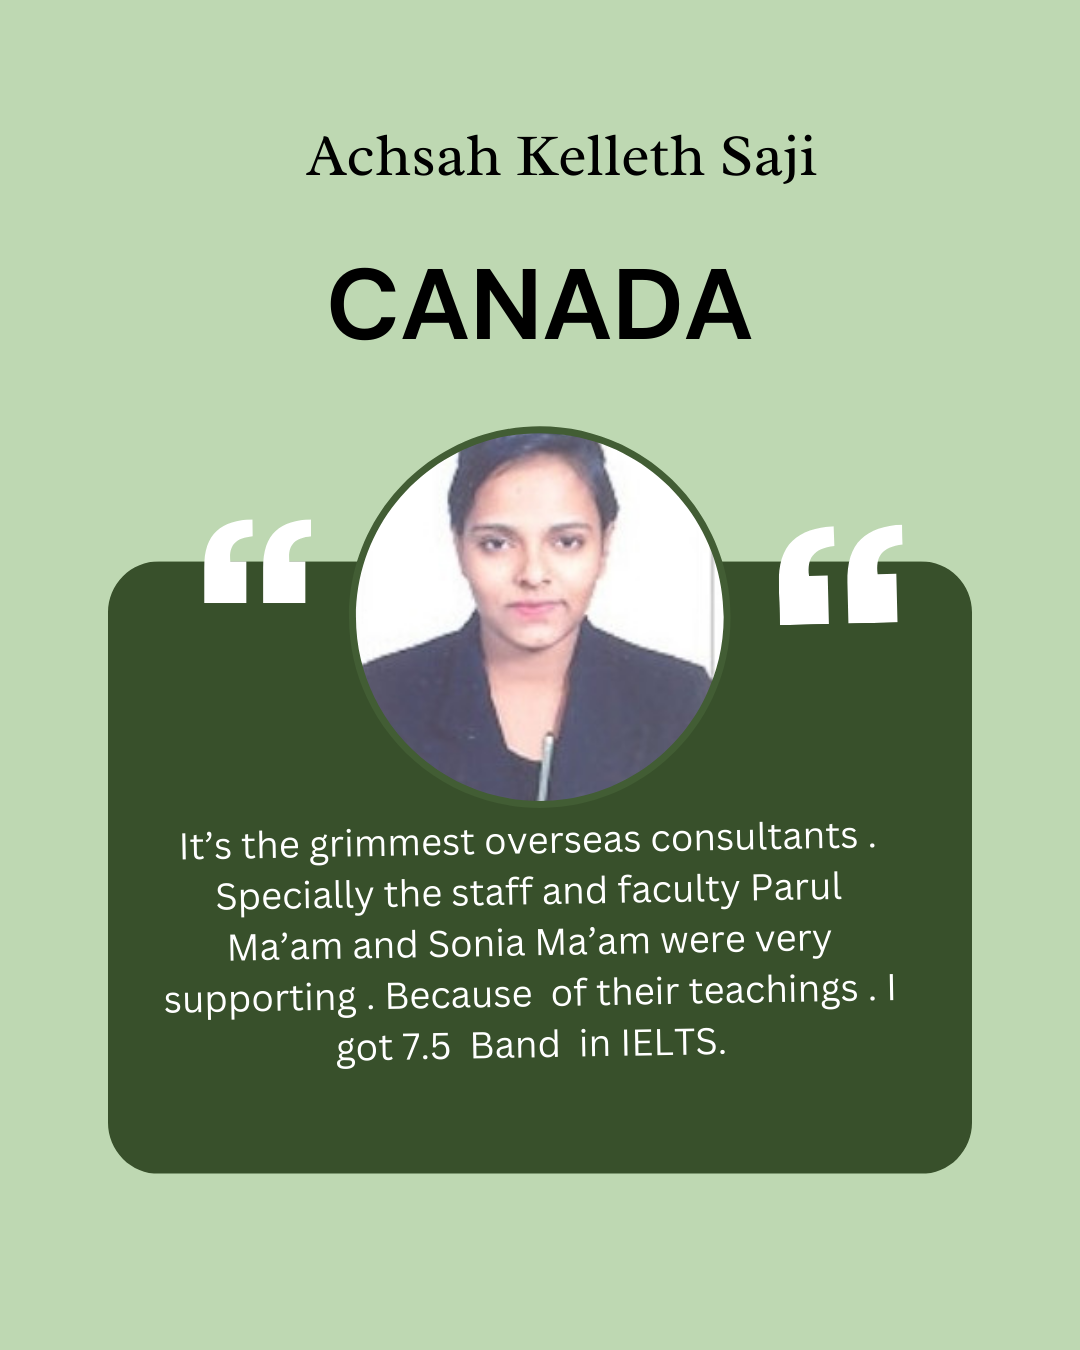 Achsah Kelleth Saji
CANADA
“ “
It’s the grimmest overseas consultants .
Specially the staff and faculty Parul
Ma’am and Sonia Ma’am were very
supporting . Because  of their teachings . I
got 7.5  Band  in IELTS.